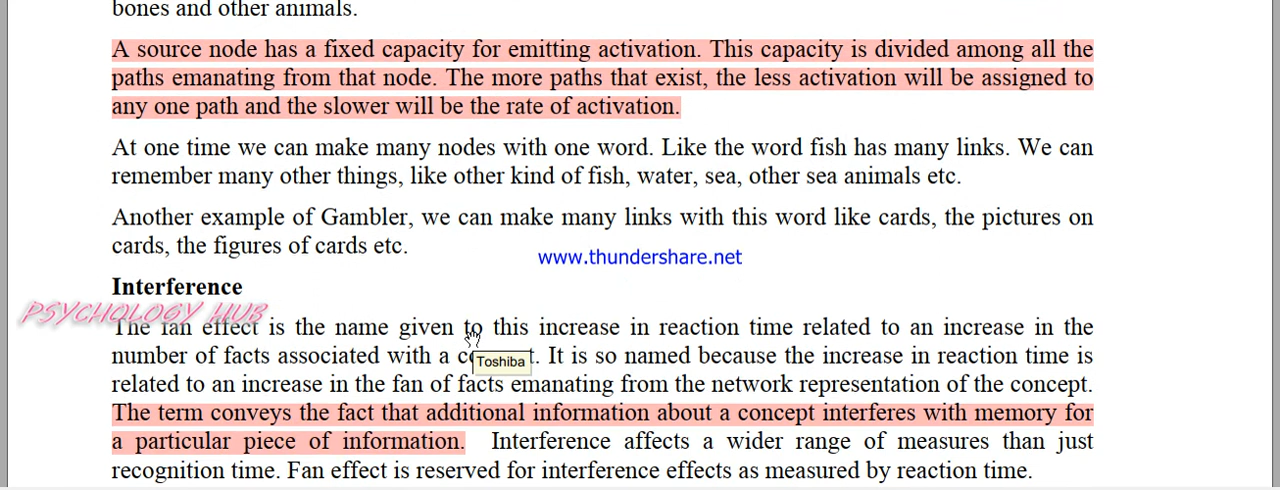 bones and other animals.
A source node has a fixed capacity for emitting activation. This capacity is divided among all the
paths emanating from that node. The more paths that exist, the less activation will be assigned to
any one path and the slower will be the rate of activation.
At one time we can make many nodes with one word. Like the word fish has many links. We can
remember many other things, like other kind of fish, water, sea, other sea animals etc.
Another example of Gambler, we can make many links with this word like cards, the pictures on
cards, the figures of cards etc.
www.thundershare.net
Interference
PSYCHOLOGY HUB
The fan effect is the name given to this increase in reaction time related to an increase in the
number of facts associated with a It is so named because the increase in reaction time is
Toshiba
related to an increase in the fan of facts emanating from the network representation of the concept.
The term conveys the fact that additional information about a concept interferes with memory for
a particular piece of information. Interference affects a wider range of measures than just
recognition time. Fan effect is reserved for interference effects as measured by reaction time.